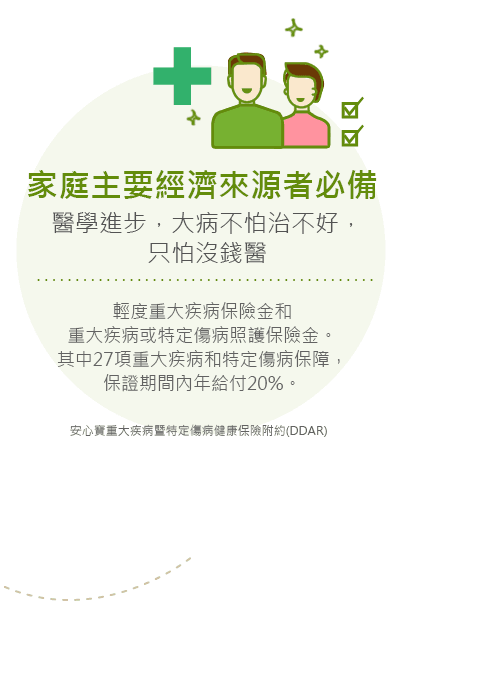 家庭主要經濟來源者必備
醫學進步，大病不怕治不好，
只怕沒錢醫
輕度重大疾病保險金和
重大疾病或特定傷病照護保險金。
其中27項重大疾病和特定傷病保障，
保證期間內年給付20%。
安心寶重大疾病暨特定傷病健康保險附約(DDAR)